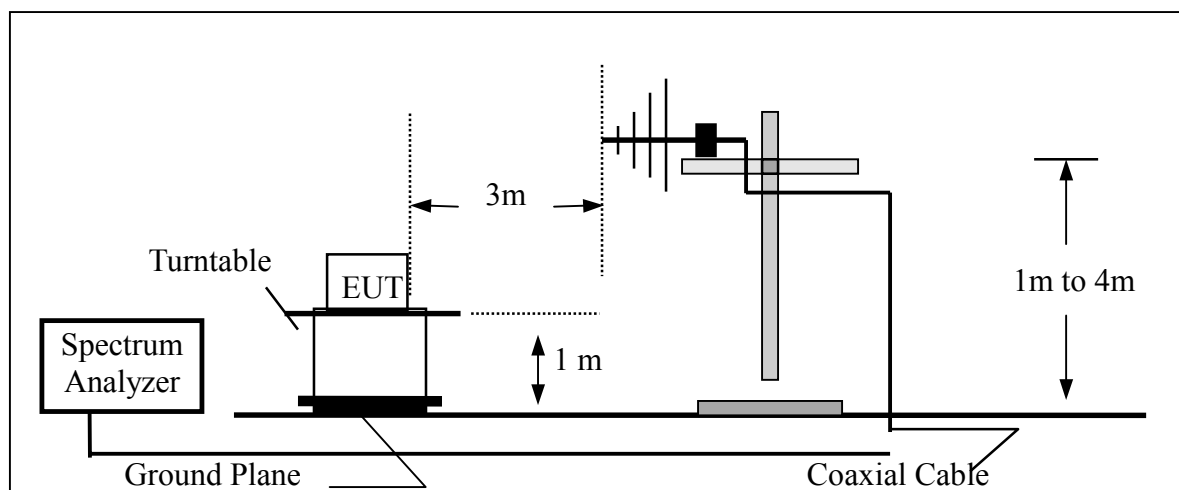 3m
Turntable
EUT
1m to 4m
Spectrum
Analyzer
1 m
Ground Plane
Coaxial Cable